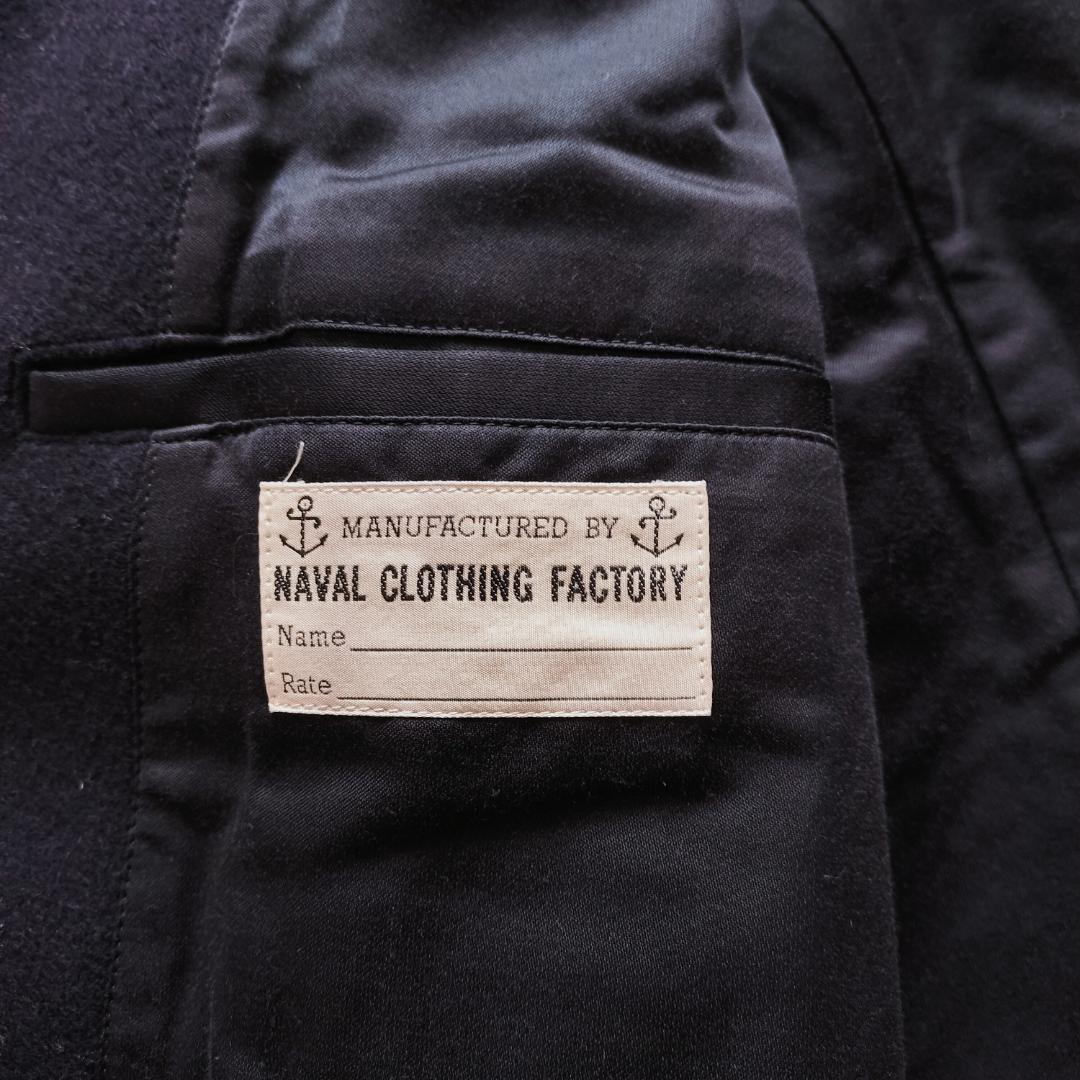 MANUFACTURED BY
NAVAL CLOTHING FACTORY
Name
Rate